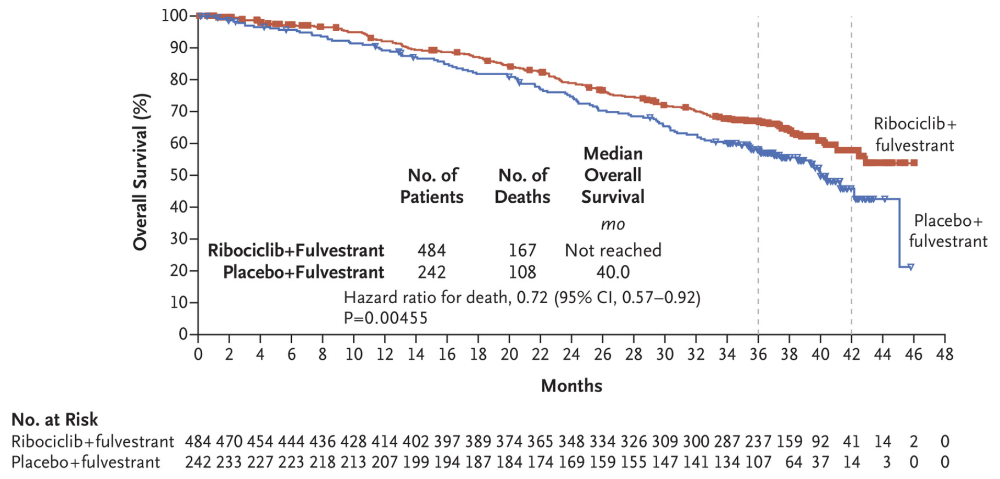 100
90
80
70
60
50
40
30
20
10
0
Overall Survival (%)
Ribociclib+
fulvestrant
Placebo+
fulvestrant
No. of
Patients
No. of
Deaths
Median
Overall
Survival
mo
Ribociclib+Fulvestrant 484 167 Not reached
Placebo+Fulvestrant 242 108 40.0
Hazard ratio for death, 0.72 (95% CI, 0.57–0.92)
P=0.00455
0 2 4 6 8 10 12 14 16 18 20 22 24 26 28 30 32 34 36 38 40 42 44 46 48
Months
No. at Risk
Ribociclib+fulvestrant 484 470 454 444 436 428 414 402 397 389 374 365 348 334 326 309 300 287 237 159 92 41 14 2 0
Placebo+fulvestrant 242 233 227 223 218 213 207 199 194 187 184 174 169 159 155 147 141 134 107 64 37 14 3 0 0